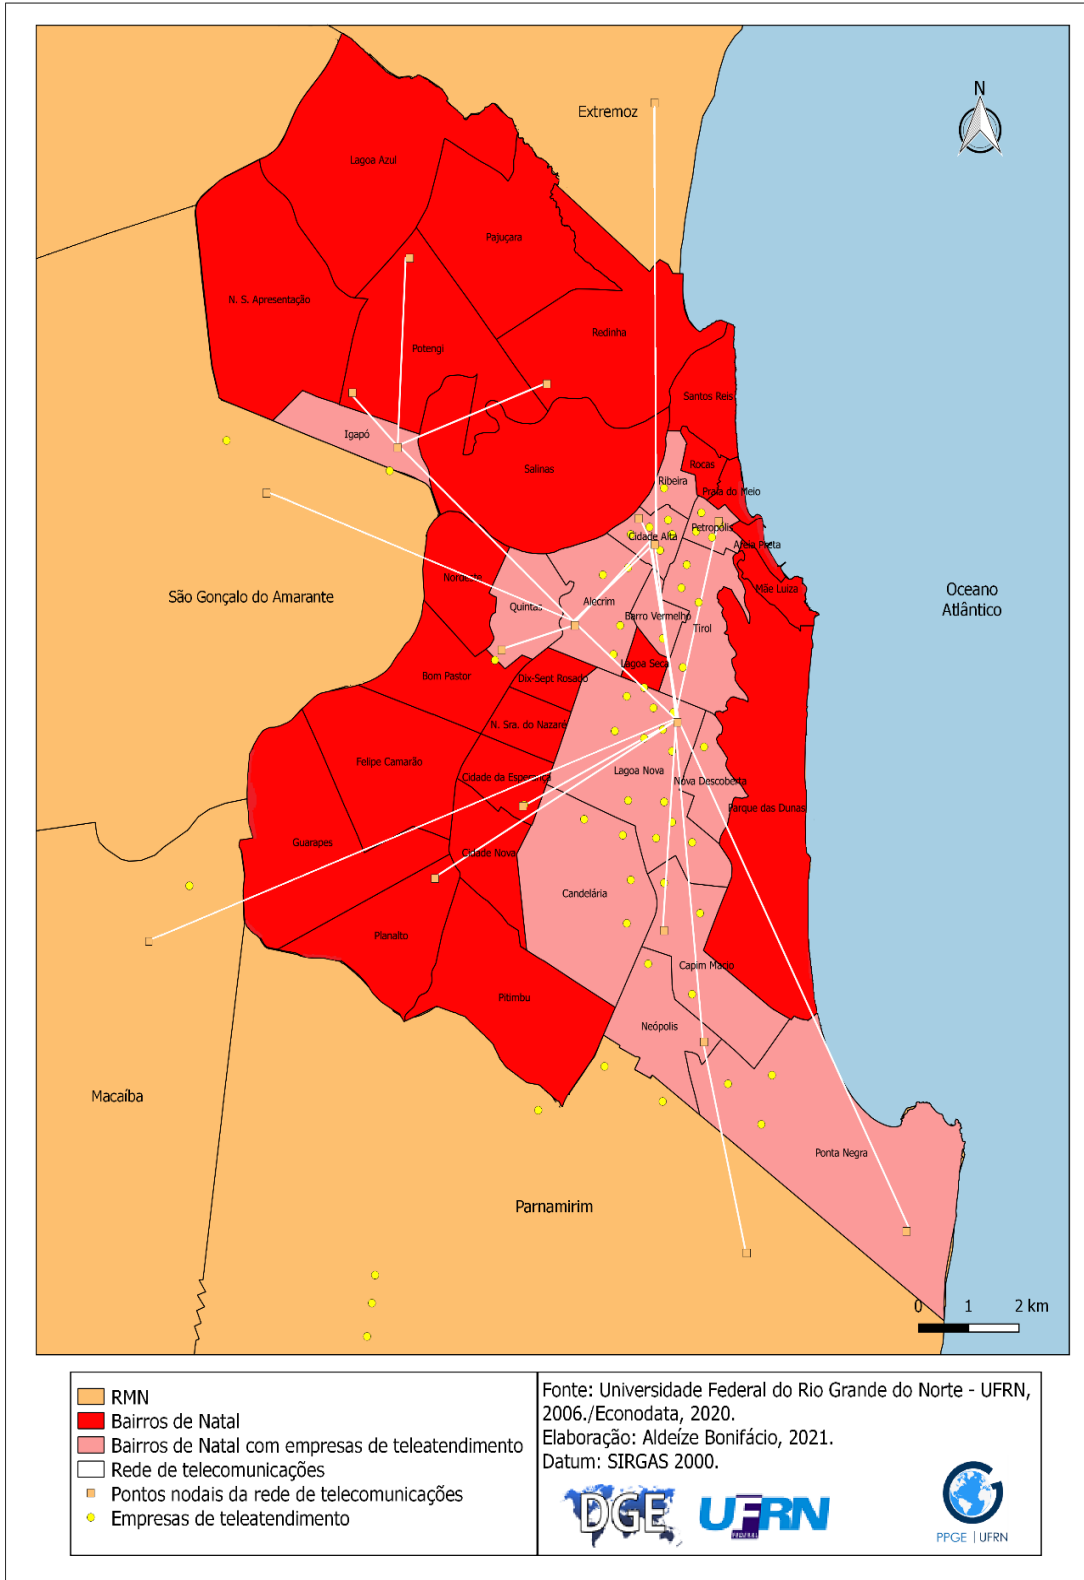 N
Extremoz
Lagoa Azul
Pajuçara
N. S. Apresentação
Redinha
Potengi
Santos Reis
Igapó
Salinas
Rocas
Ribeira
Praia do Meio
Petropólis
Cidade Alta
Areia Preta
Nordeste
Mãe Luiza
São Gonçalo do Amarante
Oceano
Atlântico
Quintas
Alecrim
Barro Vermelho
Tirol
Lagoa Seca
Bom Pastor
Dix-Sept Rosado
N. Sra. do Nazaré
Felipe Camarão
Cidade da Esperança
Lagoa Nova
Nova Descoberta
Parque das Dunas
Guarapes
Cidade Nova
Candelária
Planalto
Capim Macio
Pitimbu
Neópolis
Macaíba
Ponta Negra
Parnamirim
0 1 2 km
RMN
Bairros de Natal
Bairros de Natal com empresas de teleatendimento
Rede de telecomunicações
Pontos nodais da rede de telecomunicações
Empresas de teleatendimento
Fonte: Universidade Federal do Rio Grande do Norte - UFRN,
2006./Econodata, 2020.
Elaboração: Aldeíze Bonifácio, 2021.
Datum: SIRGAS 2000.
DGE
UFRN
FEDERAL
PPGE | UFRN